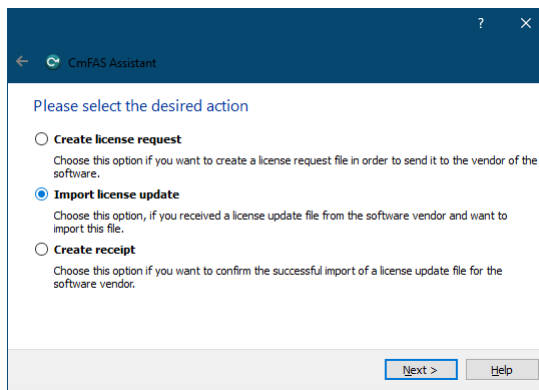 ?
CmFAS Assistant
Please select the desired action
Create license request
Choose this option if you want to create a license request file in order to send it to the vendor of the
software.
Import license update
Choose this option, if you received a license update file from the software vendor and want to
import this file.
Create receipt
Choose this option if you want to confirm the successful import of a license update file for the
software vendor.
Next > Help